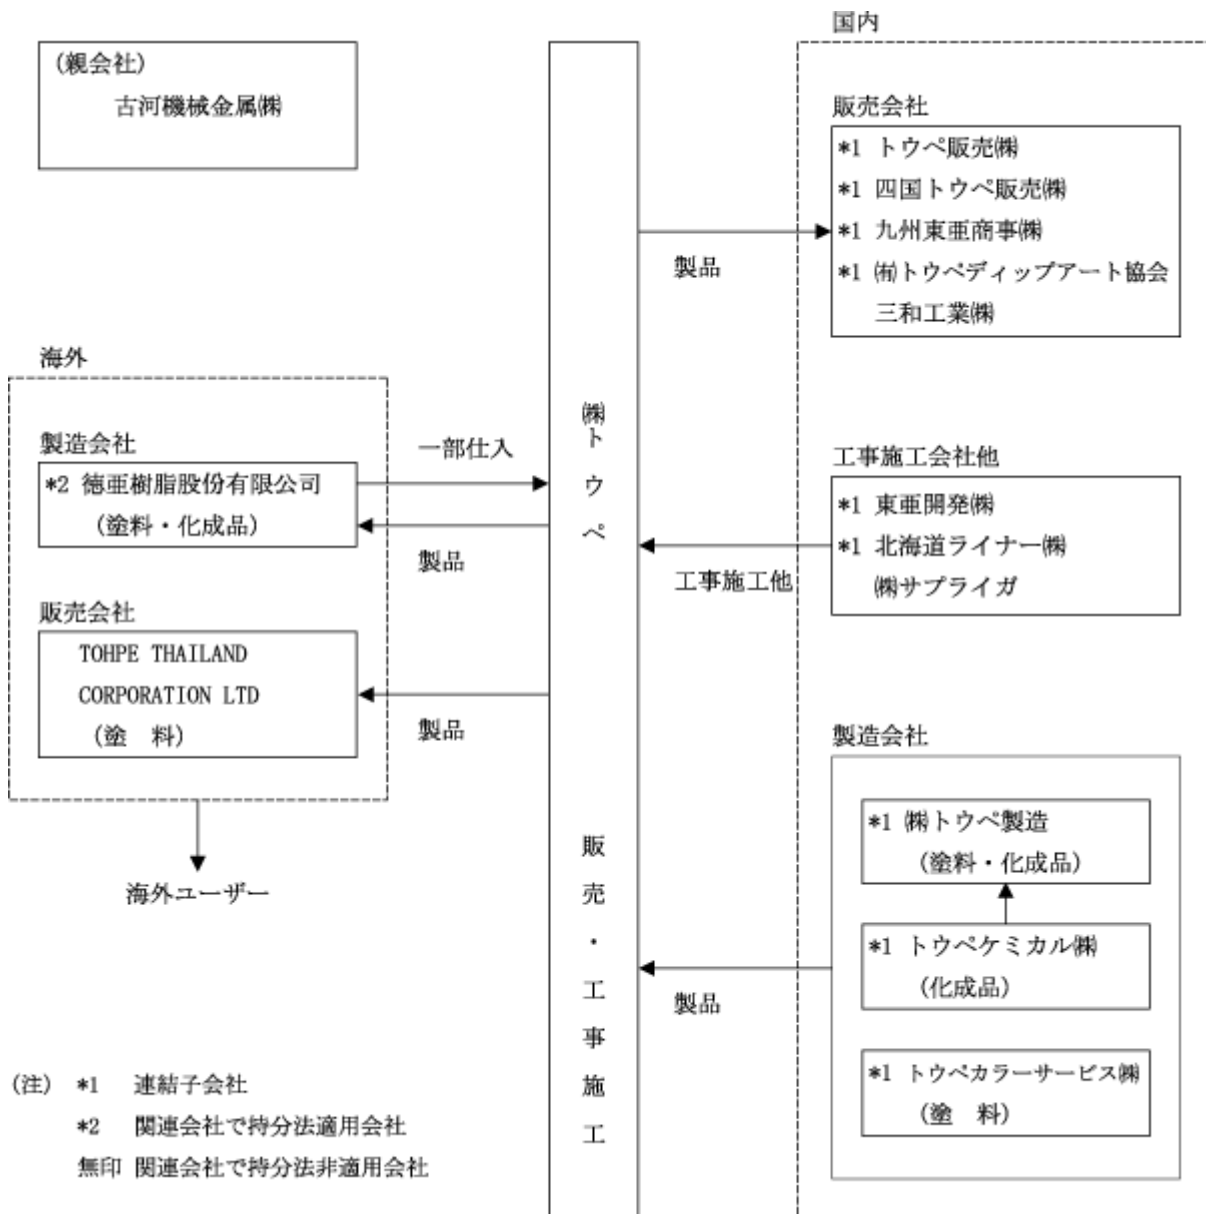 (親会社)
古河機械金属㈱
海外
製造会社
*2 徳亜樹脂股份有限公司
(塗料・化成品)
販売会社
TOHPE THAILAND
CORPORATION LTD
(塗 料)
海外ユーザー
一部仕入
製品
製品
㈱トウペ
販売・工事施工
国内
販売会社
*1 トウペ販売㈱
*1 四国トウペ販売㈱
*1 九州東亜商事㈱
*1 ㈲トウペディップアート協会
三和工業㈱
製品
工事施工会社他
*1 東亜開発㈱
*1 北海道ライナー㈱
㈱サプライガ
工事施工他
製造会社
*1 ㈱トウペ製造
(塗料・化成品)
*1 トウペケミカル㈱
(化成品)
*1 トウペカラーサービス㈱
(塗 料)
製品
(注) *1 連結子会社
*2 関連会社で持分法適用会社
無印 関連会社で持分法非適用会社